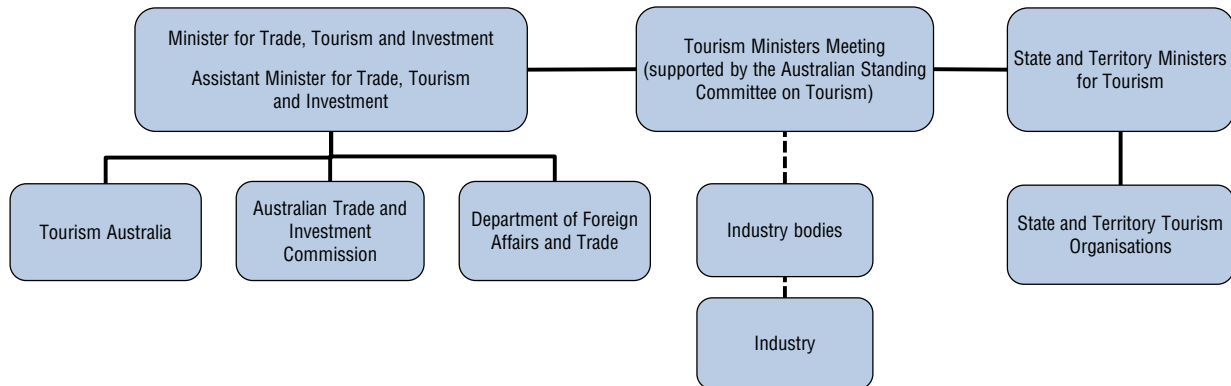 Minister for Trade, Tourism and Investment
Assistant Minister for Trade, Tourism
and Investment
Tourism Ministers Meeting
(supported by the Australian Standing
Committee on Tourism)
State and Territory Ministers
for Tourism
Tourism Australia
Australian Trade and
Investment
Commission
Department of Foreign
Affairs and Trade
Industry bodies
State and Territory Tourism
Organisations
Industry